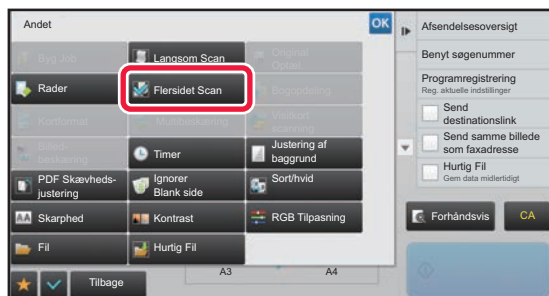 Andet
OK
Byg Job
Langsom Scan
Original
Optæl.
Rader
Flersidet Scan
Bogopdeling
Kortformat
Multibeskæring
Visitkort
scanning
Billed-
beskæring
Timer
Justering af
baggrund
PDF Skævheds-
justering
Ignorer
Blank side
Sort/hvid
AA Skarphed
Kontrast
RGB Tilpasning
Fil
Hurtig Fil
Tilbage
A3
A4
Afsendelsesoversigt
Benyt søgenummer
Programregistrering
Reg. aktuelle indstillinger
Send
destinationslink
Send samme billede
som faxadresse
Hurtig Fil
Gem data midlertidigt
Forhåndsvis
CA